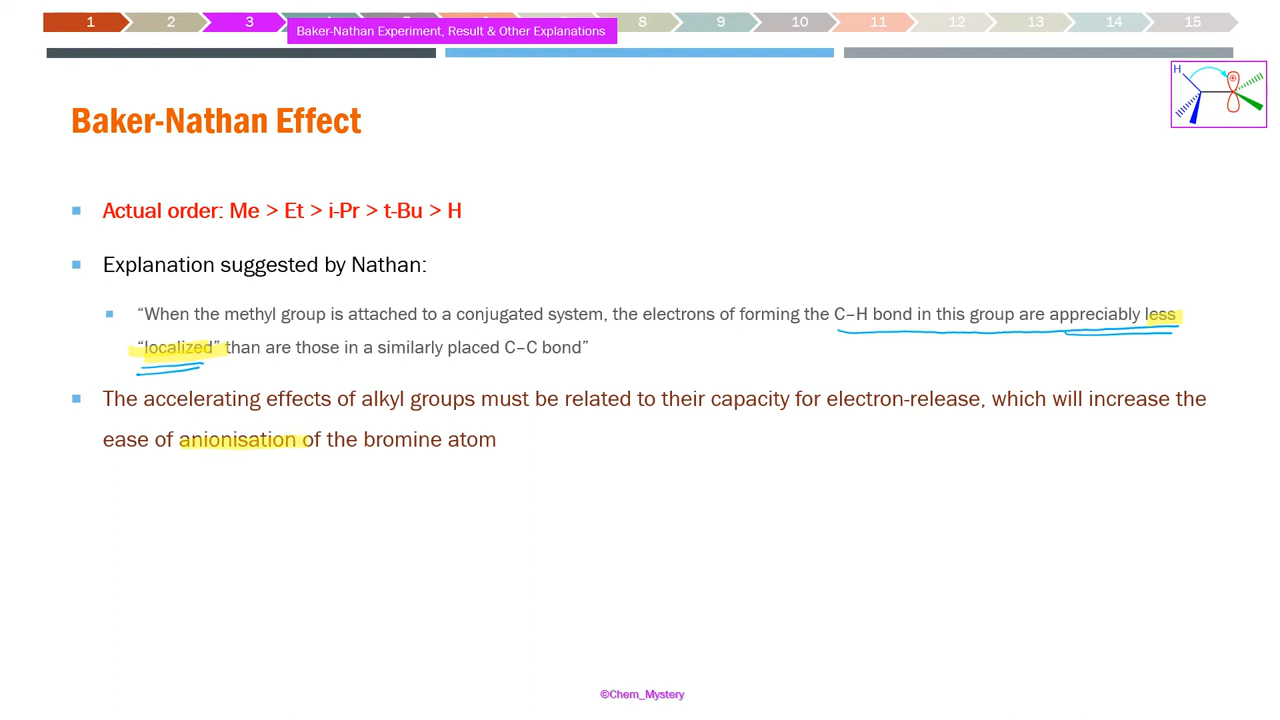 1 2 3 8 9 10 11 12 13 14 15
Baker-Nathan Experiment, Result & Other Explanations
H
Baker-Nathan Effect
Actual order: Me > Et > i-Pr > t-Bu > H
Explanation suggested by Nathan:
“When the methyl group is attached to a conjugated system, the electrons of forming the C–H bond in this group are appreciably less
“localized” than are those in a similarly placed C–C bond”
The accelerating effects of alkyl groups must be related to their capacity for electron-release, which will increase the
ease of anionisation of the bromine atom
©Chem_Mystery